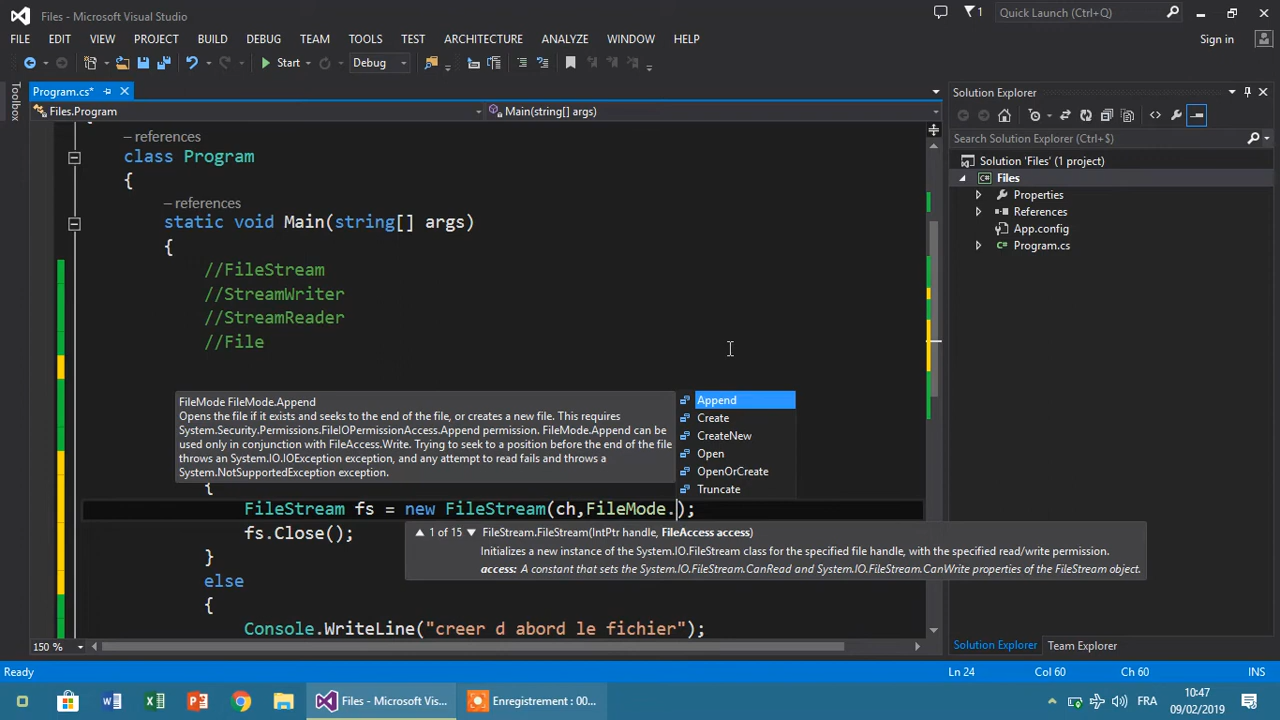 Files - Microsoft Visual Studio
1
Quick Launch (Ctrl+Q)
FILE EDIT VIEW PROJECT BUILD DEBUG TEAM TOOLS TEST ARCHITECTURE ANALYZE WINDOW HELP
Sign in
Start
Debug
Toolbox
Program.cs*
Files.Program
Main(string[] args)
– references
class Program
{
– references
static void Main(string[] args)
{
//FileStream
//StreamWriter
//StreamReader
//File
FileMode FileMode.Append
Opens the file if it exists and seeks to the end of the file, or creates a new file. This requires
System.Security.Permissions.FileIOPermissionAccess.Append permission. FileMode.Append can be
used only in conjunction with FileAccess.Write. Trying to seek to a position before the end of the file
throws an System.IO.IOException exception, and any attempt to read fails and throws a
System.NotSupportedException exception.
Append
Create
CreateNew
Open
OpenOrCreate
Truncate
{
FileStream fs = new FileStream(ch,FileMode.);
1 of 15 FileStream.FileStream(IntPtr handle, FileAccess access)
Initializes a new instance of the System.IO.FileStream class for the specified file handle, with the specified read/write permission.
access: A constant that sets the System.IO.FileStream.CanRead and System.IO.FileStream.CanWrite properties of the FileStream object.
fs.Close();
}
else
{
Console.WriteLine("creer d abord le fichier");
150 %
Solution Explorer
Search Solution Explorer (Ctrl+$)
Solution 'Files' (1 project)
Files
Properties
References
App.config
Program.cs
Solution Explorer Team Explorer
Ready
Ln 24
Col 60
Ch 60
INS
Files - Microsoft Vis...
Enregistrement : 00...
FRA
10:47
09/02/2019